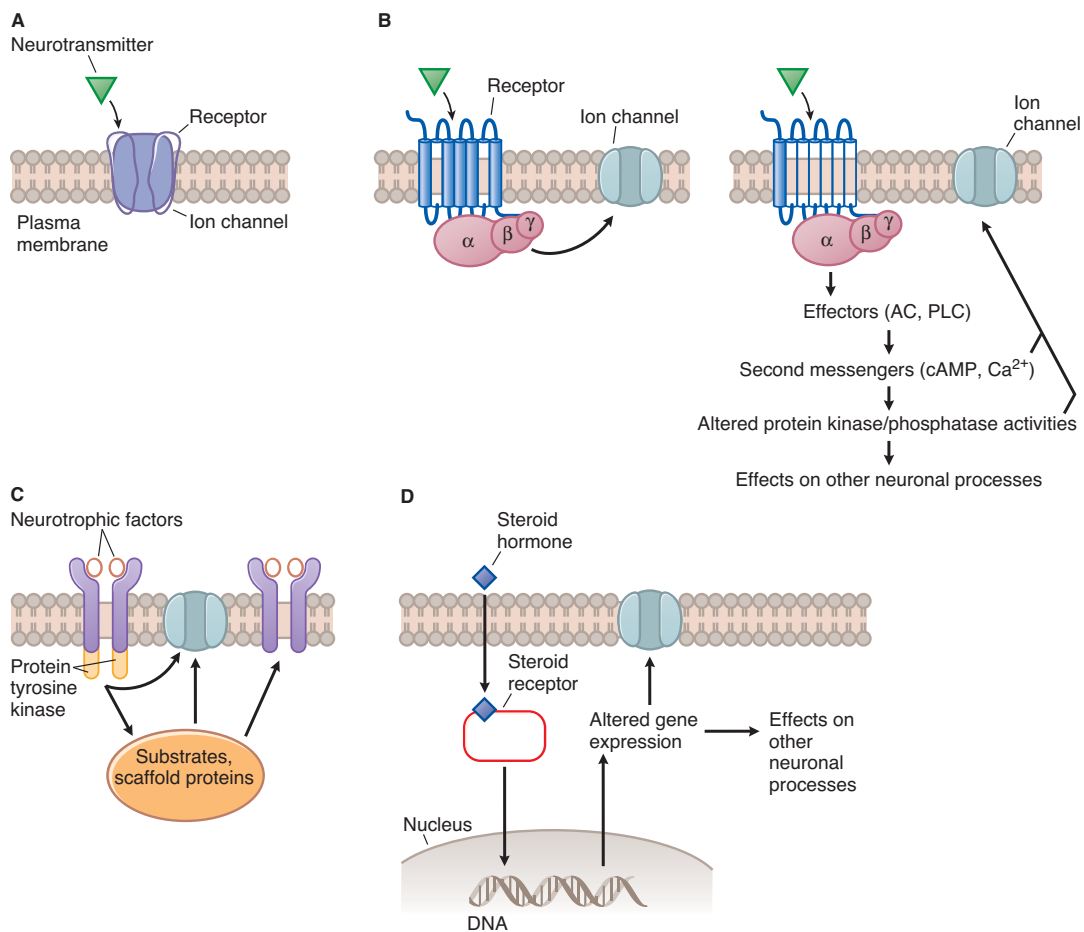 A
Neurotransmitter
Receptor
Plasma
membrane
Ion channel
B
Receptor
Ion channel
α
β
γ
Ion
channel
α
β
γ
Effectors (AC, PLC)
Second messengers (cAMP, Ca²⁺)
Altered protein kinase/phosphatase activities
Effects on other neuronal processes
C
Neurotrophic factors
Protein
tyrosine
kinase
Substrates,
scaffold proteins
D
Steroid
hormone
Steroid
receptor
Altered gene
expression
Effects on
other
neuronal
processes
Nucleus
DNA